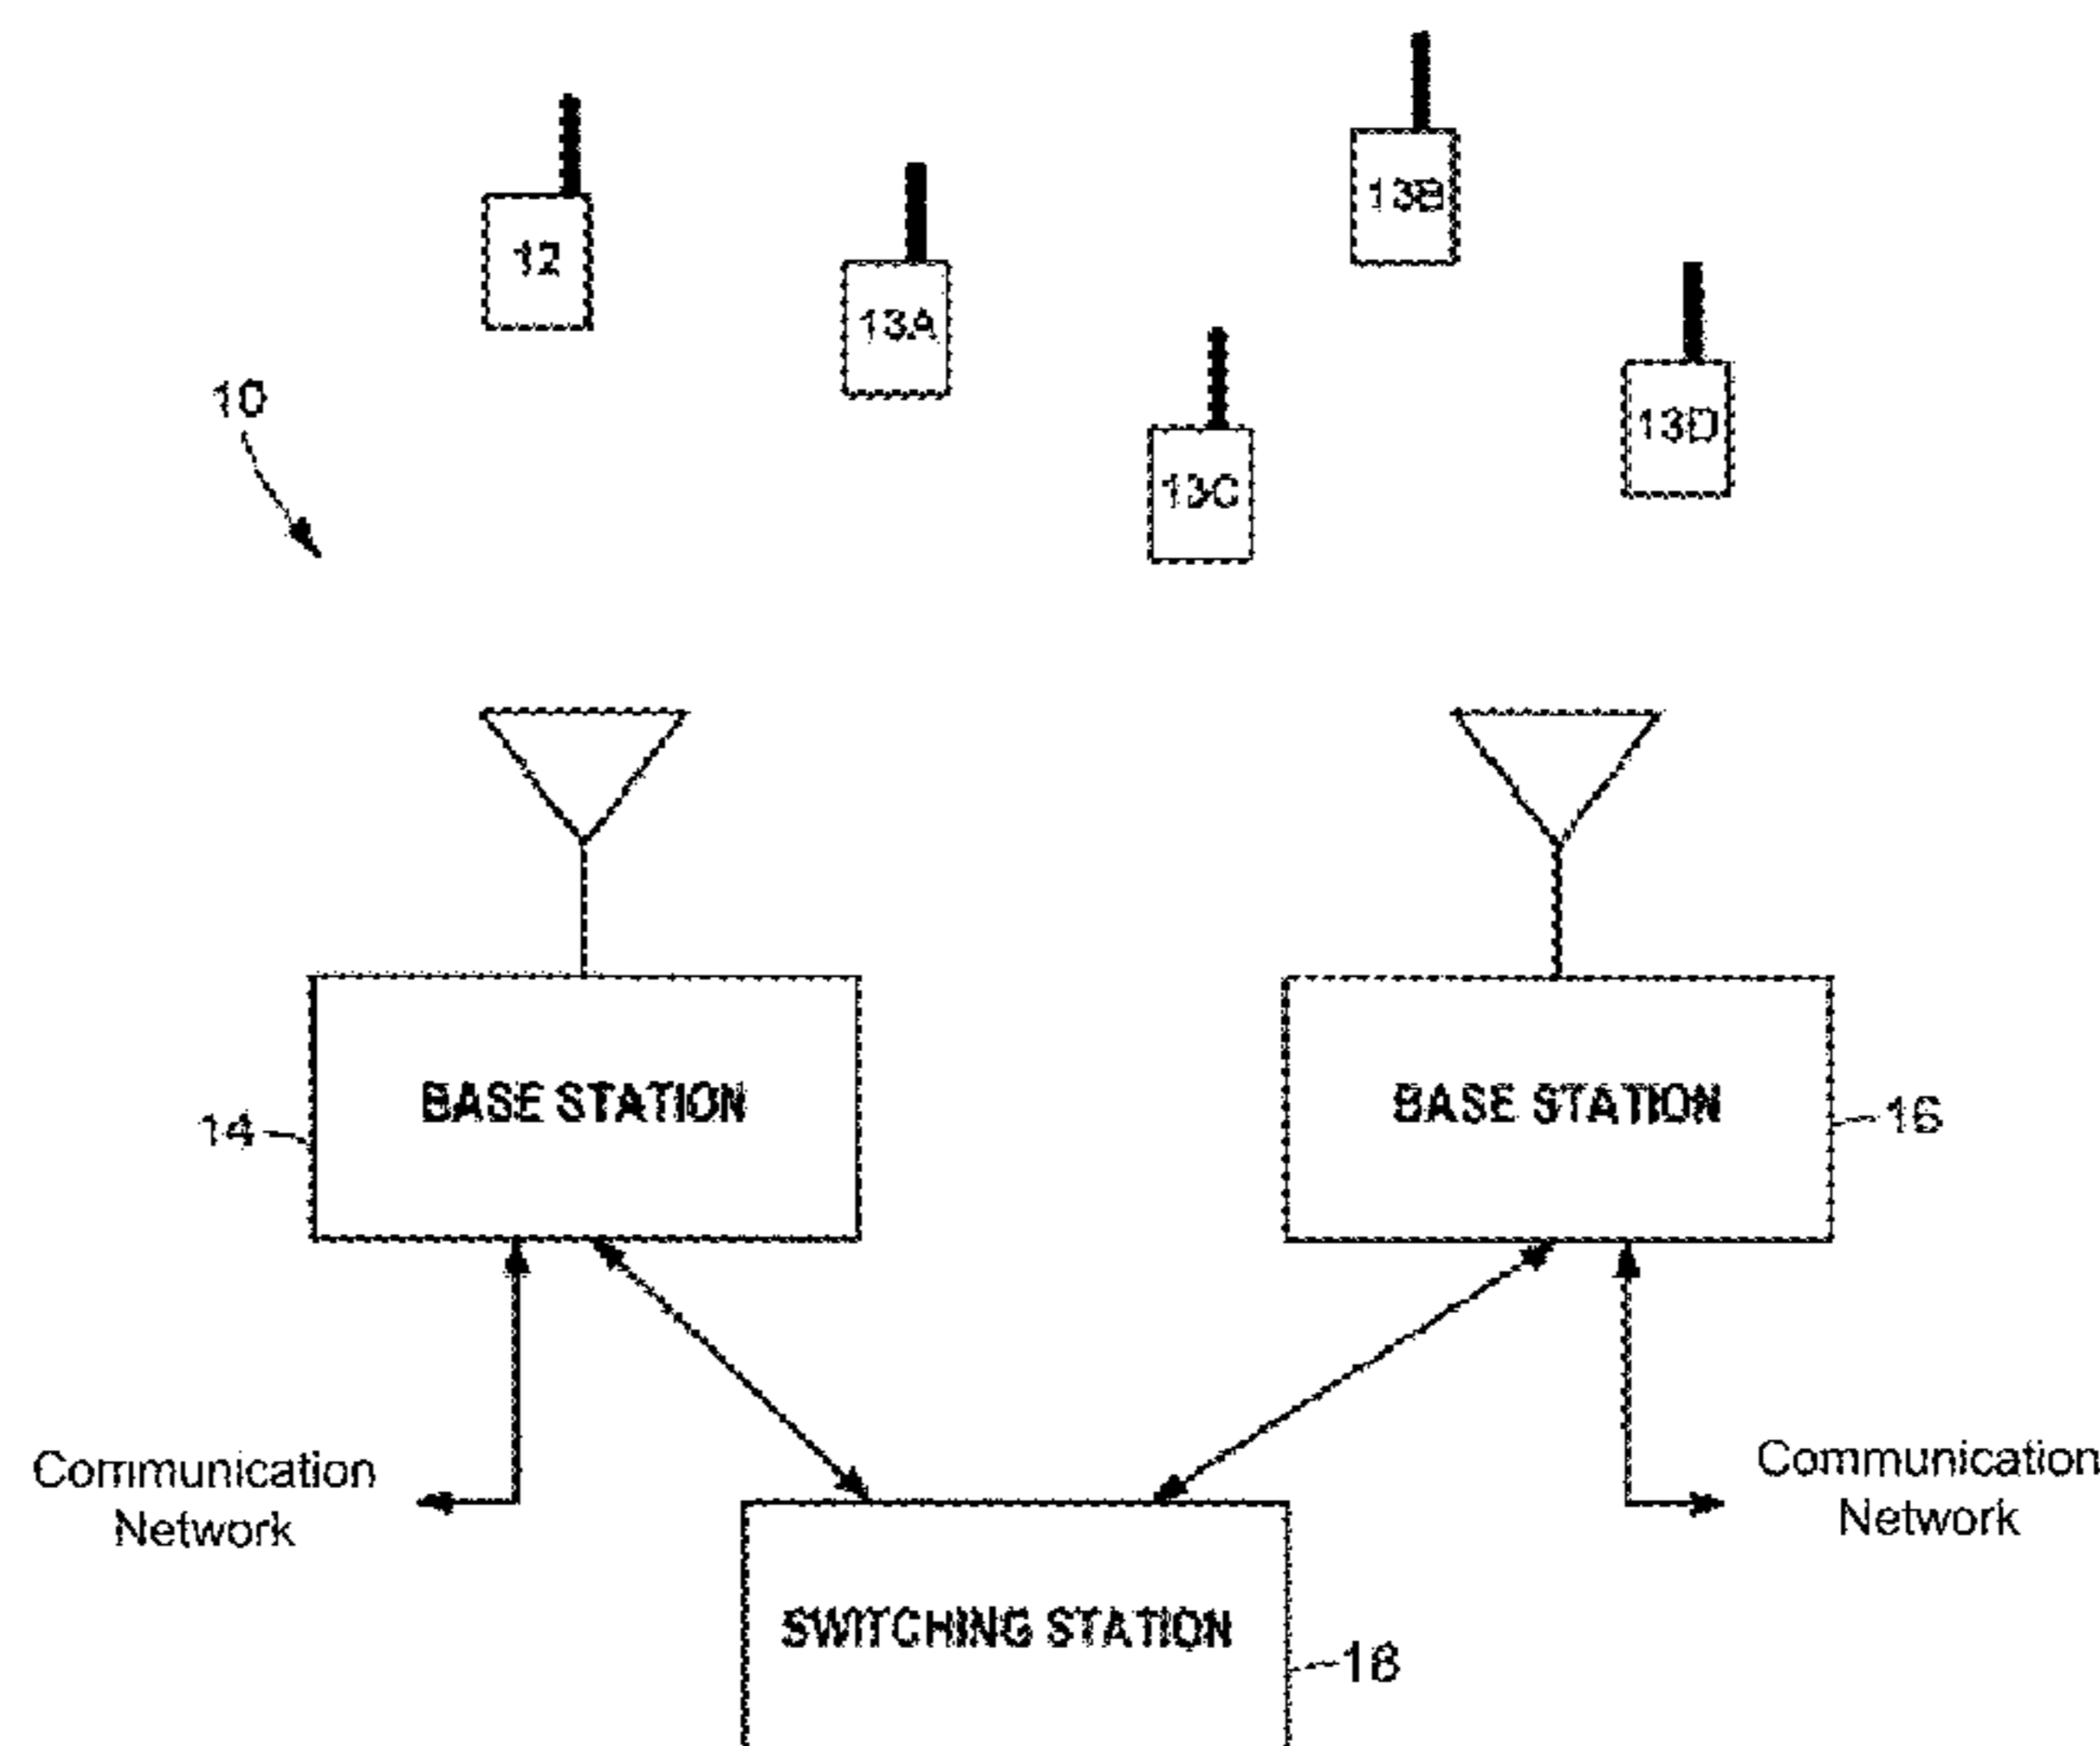 13B
12
13A
10
13D
13C
BASE STATION
BASE STATION
14
16
Communication
Network
Communication
Network
SWITCHING STATION
18